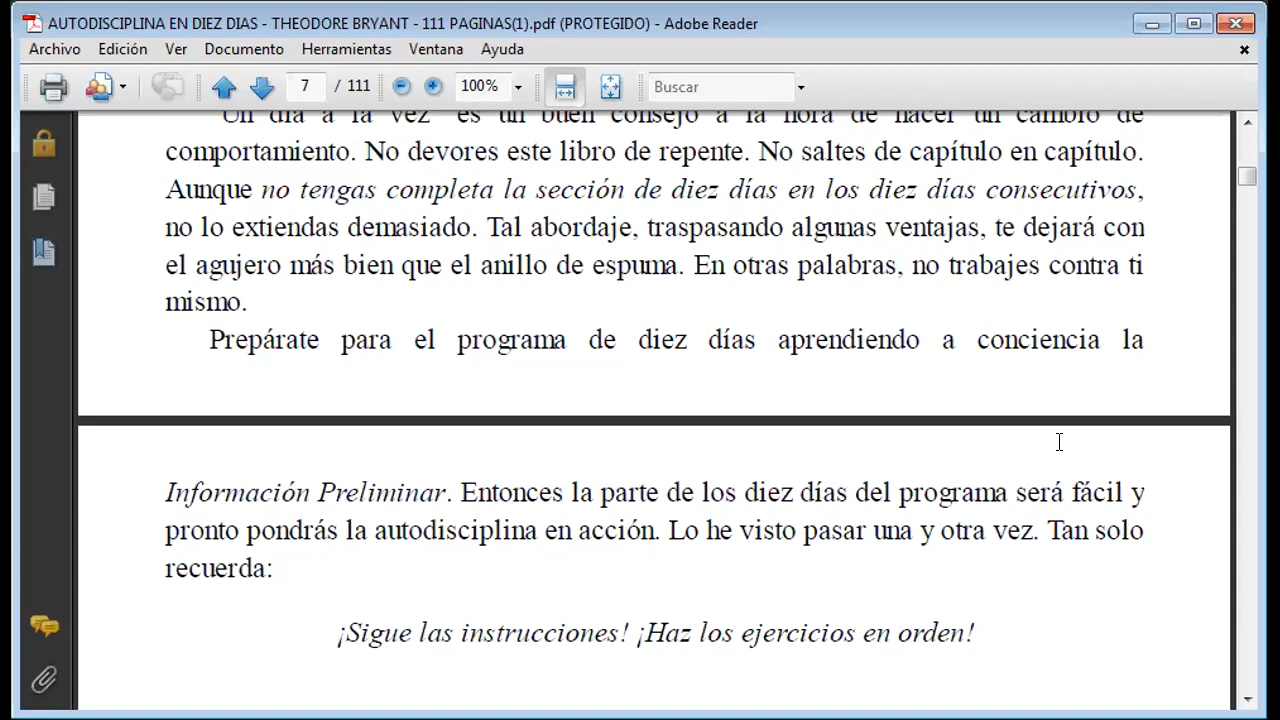 AUTODISCIPLINA EN DIEZ DIAS - THEODORE BRYANT - 111 PAGINAS(1).pdf (PROTEGIDO) - Adobe Reader
Archivo Edición Ver Documento Herramientas Ventana Ayuda
7 / 111 100% Buscar
Un día a la vez es un buen consejo a la hora de hacer un cambio de
comportamiento. No devores este libro de repente. No saltes de capítulo en capítulo.
Aunque no tengas completa la sección de diez días en los diez días consecutivos,
no lo extiendas demasiado. Tal abordaje, traspasando algunas ventajas, te dejará con
el agujero más bien que el anillo de espuma. En otras palabras, no trabajes contra ti
mismo.
Prepárate para el programa de diez días aprendiendo a conciencia la
Información Preliminar. Entonces la parte de los diez días del programa será fácil y
pronto pondrás la autodisciplina en acción. Lo he visto pasar una y otra vez. Tan solo
recuerda:
¡Sigue las instrucciones! ¡Haz los ejercicios en orden!